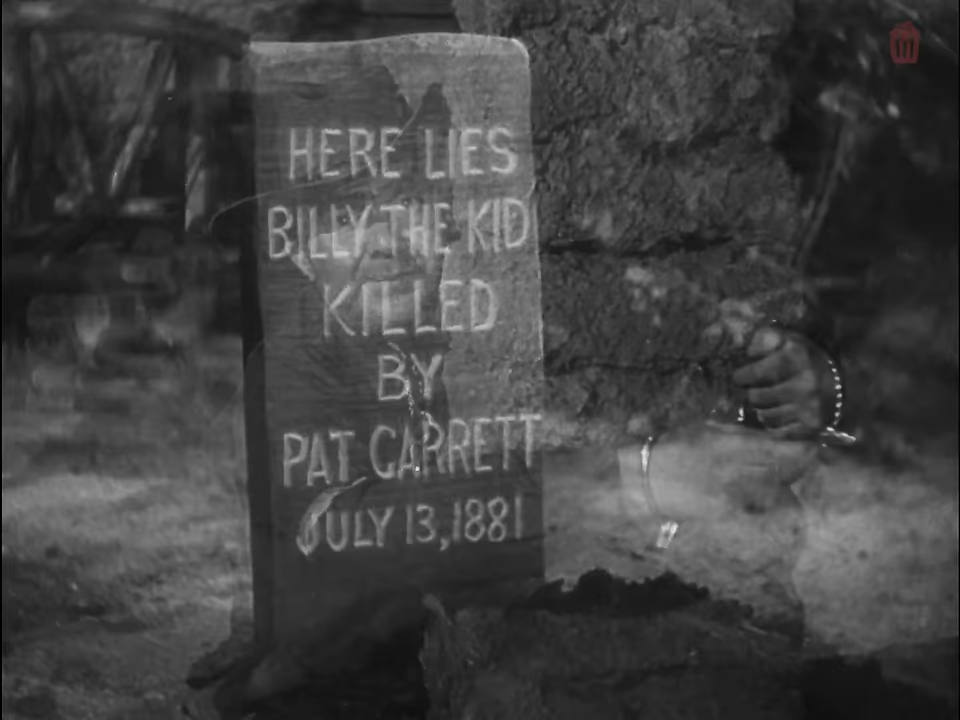 HERE LIES
BILLY THE KID
KILLED
BY
PAT GARRETT
JULY 13, 1881